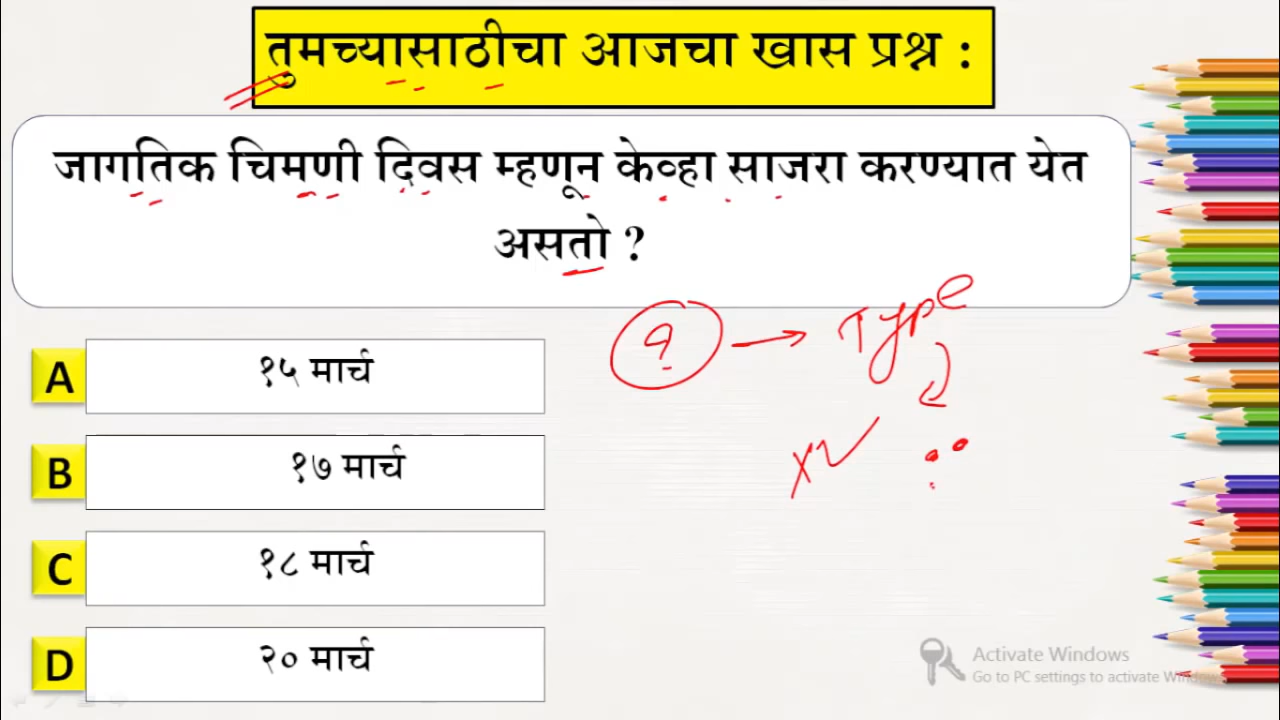 तुमच्यासाठीचा आजचा खास प्रश्न :
जागतिक चिमणी दिवस म्हणून केव्हा साजरा करण्यात येत
असतो ?
? → Type
A १५ मार्च
B १७ मार्च
C १८ मार्च
D २० मार्च
Activate Windows
Go to PC settings to activate Windows.